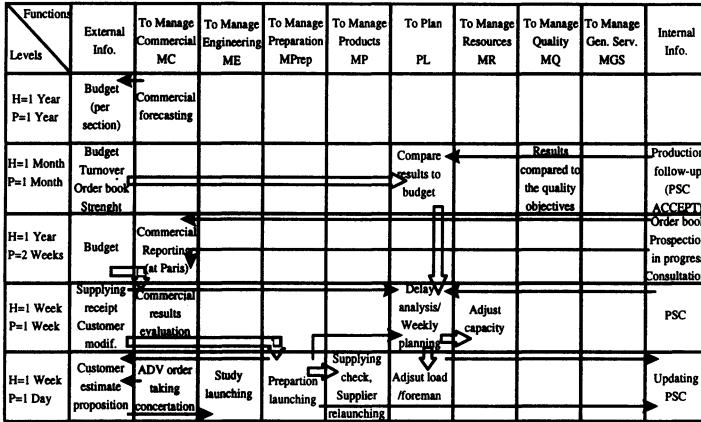 Functions
Levels
External
Info.
To Manage
Commercial
MC
To Manage
Engineering
ME
To Manage
Preparation
MPrep
To Manage
Products
MP
To Plan
PL
To Manage
Resources
MR
To Manage
Quality
MQ
To Manage
Gen. Serv.
MGS
Internal
Info.
H=1 Year
P=1 Year
Budget
(per
section)
Commercial
forecasting
H=1 Month
P=1 Month
Budget
Turnover
Order book
Strenght
Compare
results to
budget
Results
compared to
the quality
objectives
Production
follow-up
(PSC
ACCEPT)
H=1 Year
P=2 Weeks
Budget
Commercial
Reporting
(at Paris)
Order book
Prospection
in progress
Consultation
H=1 Week
P=1 Week
Supplying
receipt
Customer
modif.
Commercial
results
evaluation
Delay
analysis/
Weekly
planning
Adjust
capacity
PSC
H=1 Week
P=1 Day
Customer
estimate
proposition
ADV order
taking
concertation
Study
launching
Prepartion
launching
Supplying
check,
Supplier
relaunching
Adjsut load
/foreman
Updating
PSC